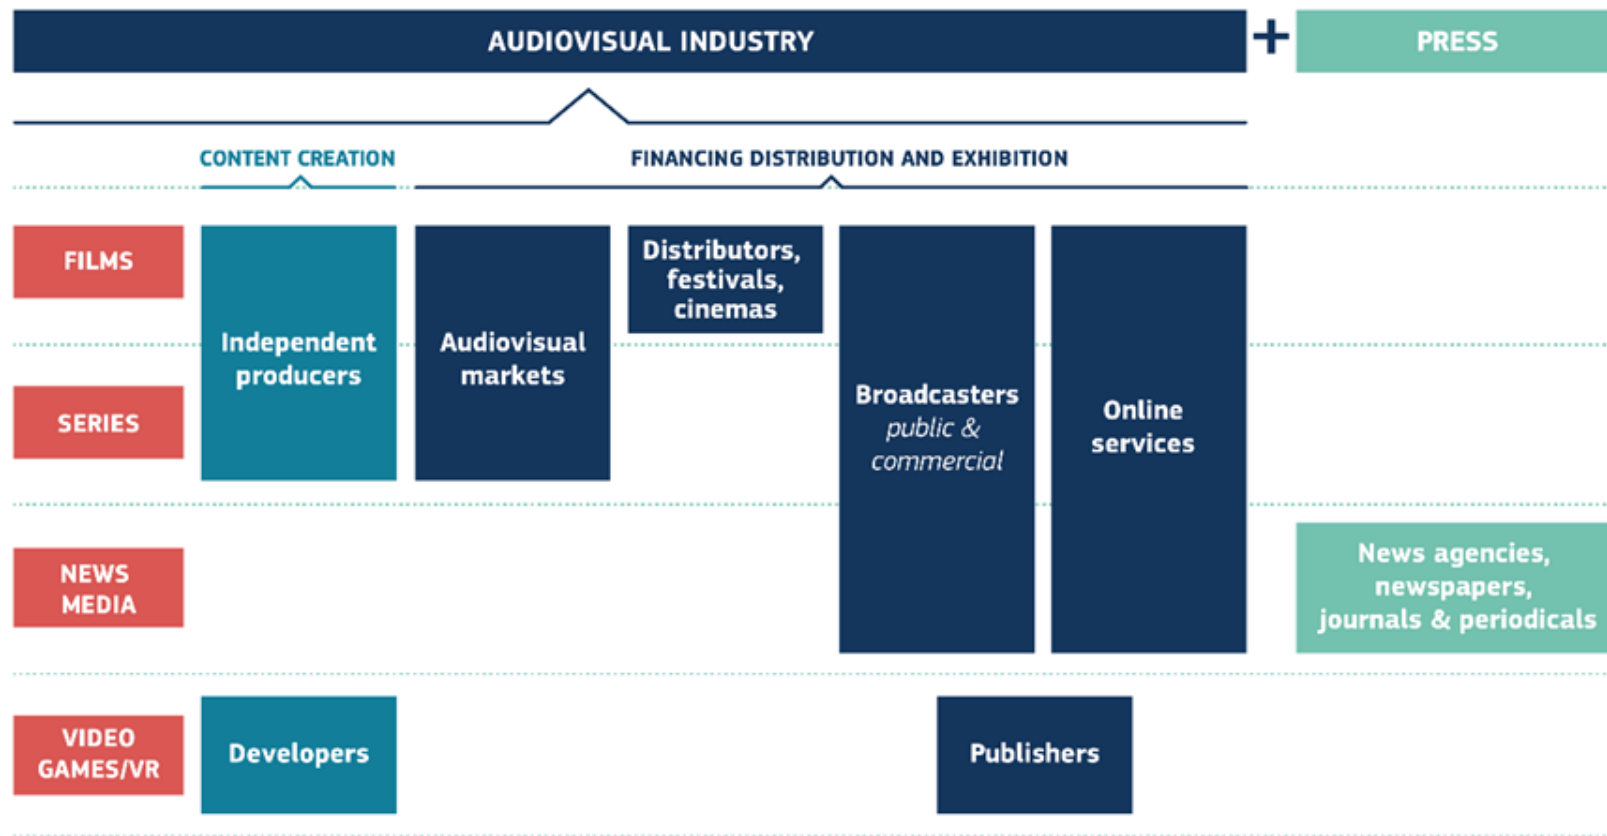 AUDIOVISUAL INDUSTRY
+
PRESS
CONTENT CREATION
FINANCING DISTRIBUTION AND EXHIBITION
FILMS
Independent
producers
Audiovisual
markets
Distributors,
festivals,
cinemas
Broadcasters
public &
commercial
Online
services
SERIES
NEWS
MEDIA
News agencies,
newspapers,
journals & periodicals
VIDEO
GAMES/VR
Developers
Publishers